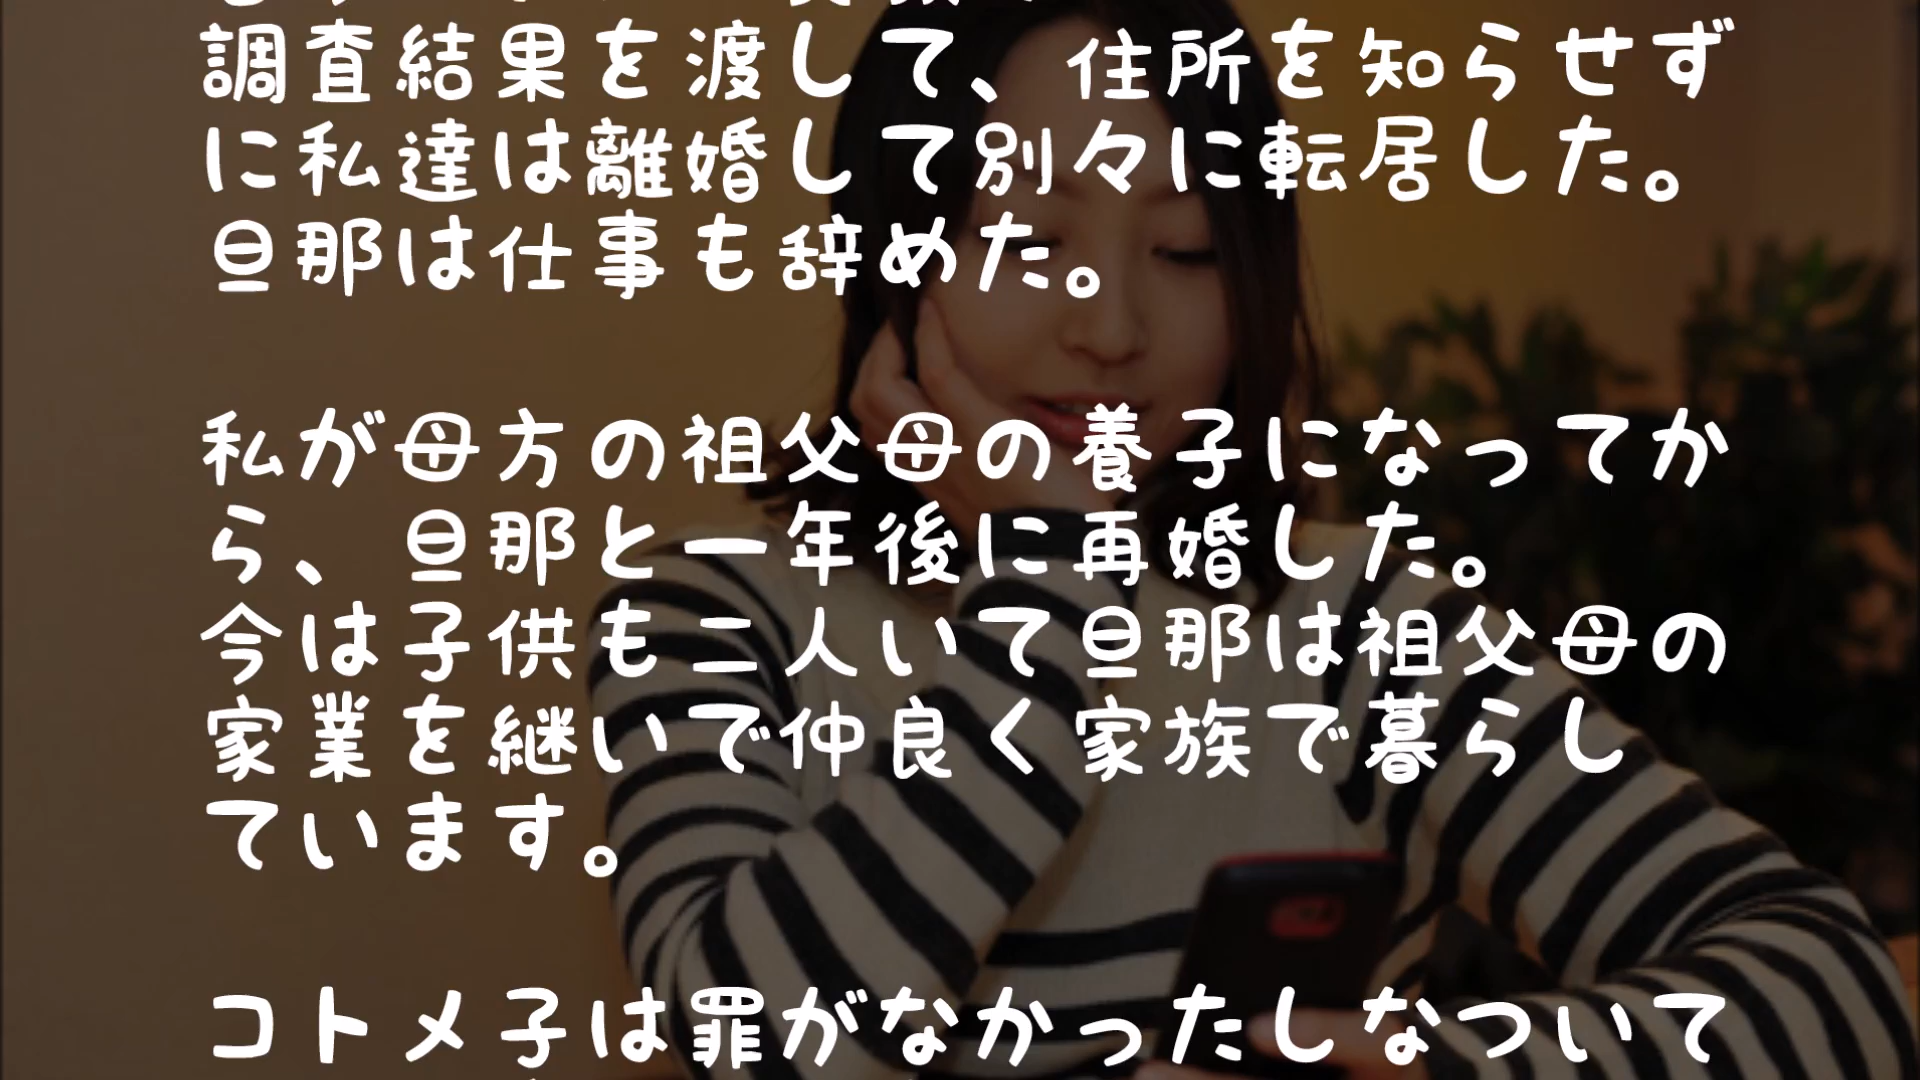 調査結果を渡して、住所を知らせず
に私達は離婚して別々に転居した。
旦那は仕事も辞めた。
私が母方の祖父母の養子になってか
ら、旦那と一年後に再婚した。
今は子供も二人いて旦那は祖父母の
家業を継いで仲良く家族で暮らし
ています。
コトメ子は罪がなかったしなついて